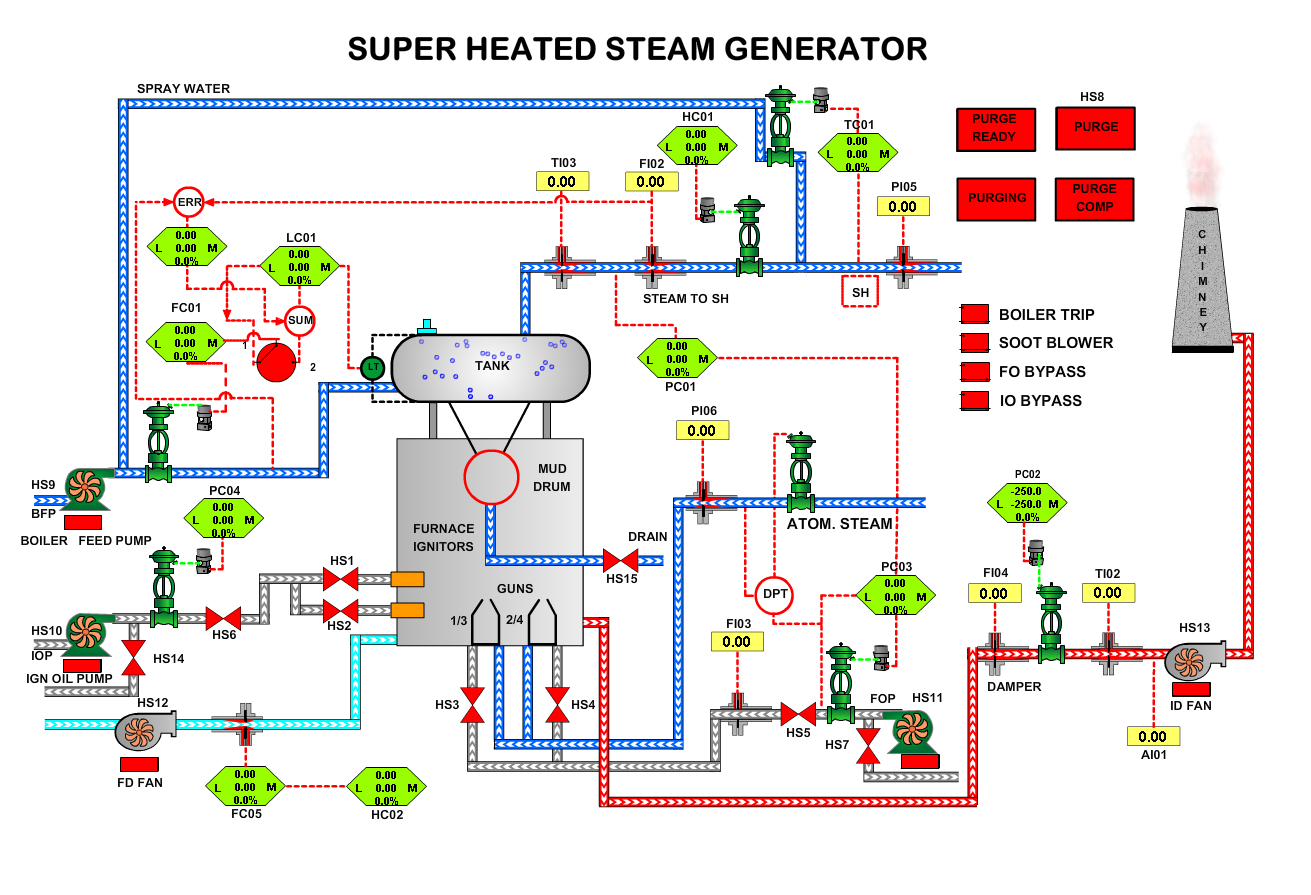 SUPER HEATED STEAM GENERATOR
SPRAY WATER
HS8
PURGE
READY
PURGE
PURGING
PURGE
COMP
HC01
0.00
L 0.00 M
0.0%
TC01
0.00
L 0.00 M
0.0%
TI03
0.00
FI02
0.00
PI05
0.00
ERR
0.00
L 0.00 M
0.0%
LC01
0.00
L 0.00 M
0.0%
SUM
FC01
0.00
L 0.00 M
0.0%
1
2
STEAM TO SH
SH
CHIMNEY
BOILER TRIP
SOOT BLOWER
FO BYPASS
IO BYPASS
LT
TANK
0.00
L 0.00 M
0.0%
PC01
PI06
0.00
HS9
BFP
BOILER FEED PUMP
PC04
0.00
L 0.00 M
0.0%
MUD
DRUM
FURNACE
IGNITORS
DRAIN
HS15
ATOM. STEAM
PC02
-250.0
L -250.0 M
0.0%
HS1
HS2
GUNS
1/3
2/4
DPT
PC03
0.00
L 0.00 M
0.0%
FI04
0.00
TI02
0.00
HS10
IOP
IGN OIL PUMP
HS6
HS14
FI03
0.00
HS13
ID FAN
DAMPER
HS12
FD FAN
HS3
HS4
HS5
HS7
FOP
HS11
0.00
AI01
0.00
L 0.00 M
0.0%
FC05
0.00
L 0.00 M
0.0%
HC02